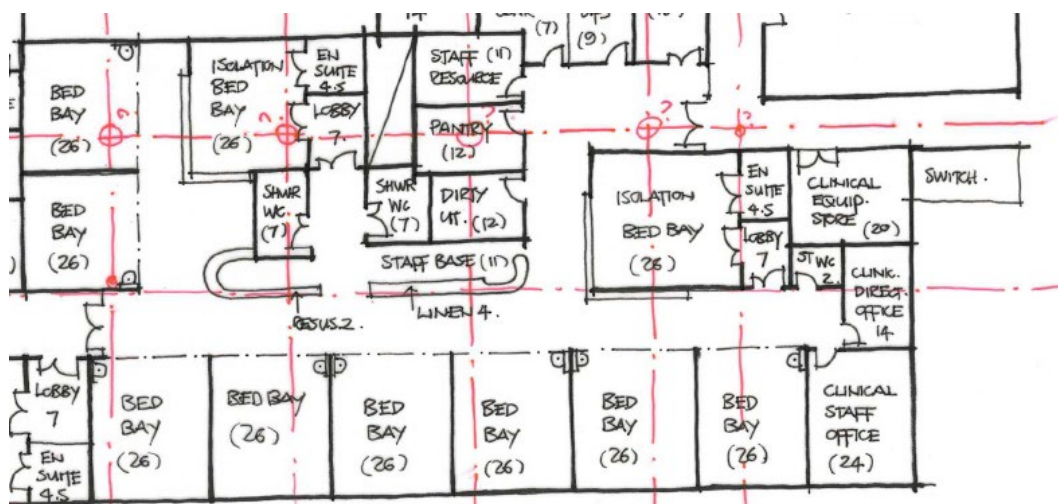 (7)
(9)
BED
BAY
(26)
ISOLATION
BED
BAY
(26)
EN
SUITE
4.5
LOBBY
7.
STAFF (11)
RESOURCE
PANTRY
(12)
?
?
?
?
?
BED
BAY
(26)
SHWR
WC
(7)
SHWR
WC
(7)
DIRTY
UT.
(12)
STAFF BASE (11)
ISOLATION
BED BAY
(26)
EN
SUITE
4.5
LOBBY
7
CLINICAL
EQUIP.
STORE
(20)
SWITCH.
ST
WC
2.
CLINIC.
DIRECT.
OFFICE
14
RESUS 2.
LINEN 4.
LOBBY
7
EN
SUITE
4.5
BED
BAY
(26)
BED BAY
(26)
BED
BAY
(26)
BED
BAY
(26)
BED
BAY
(26)
BED
BAY
(26)
CLINICAL
STAFF
OFFICE
(24)